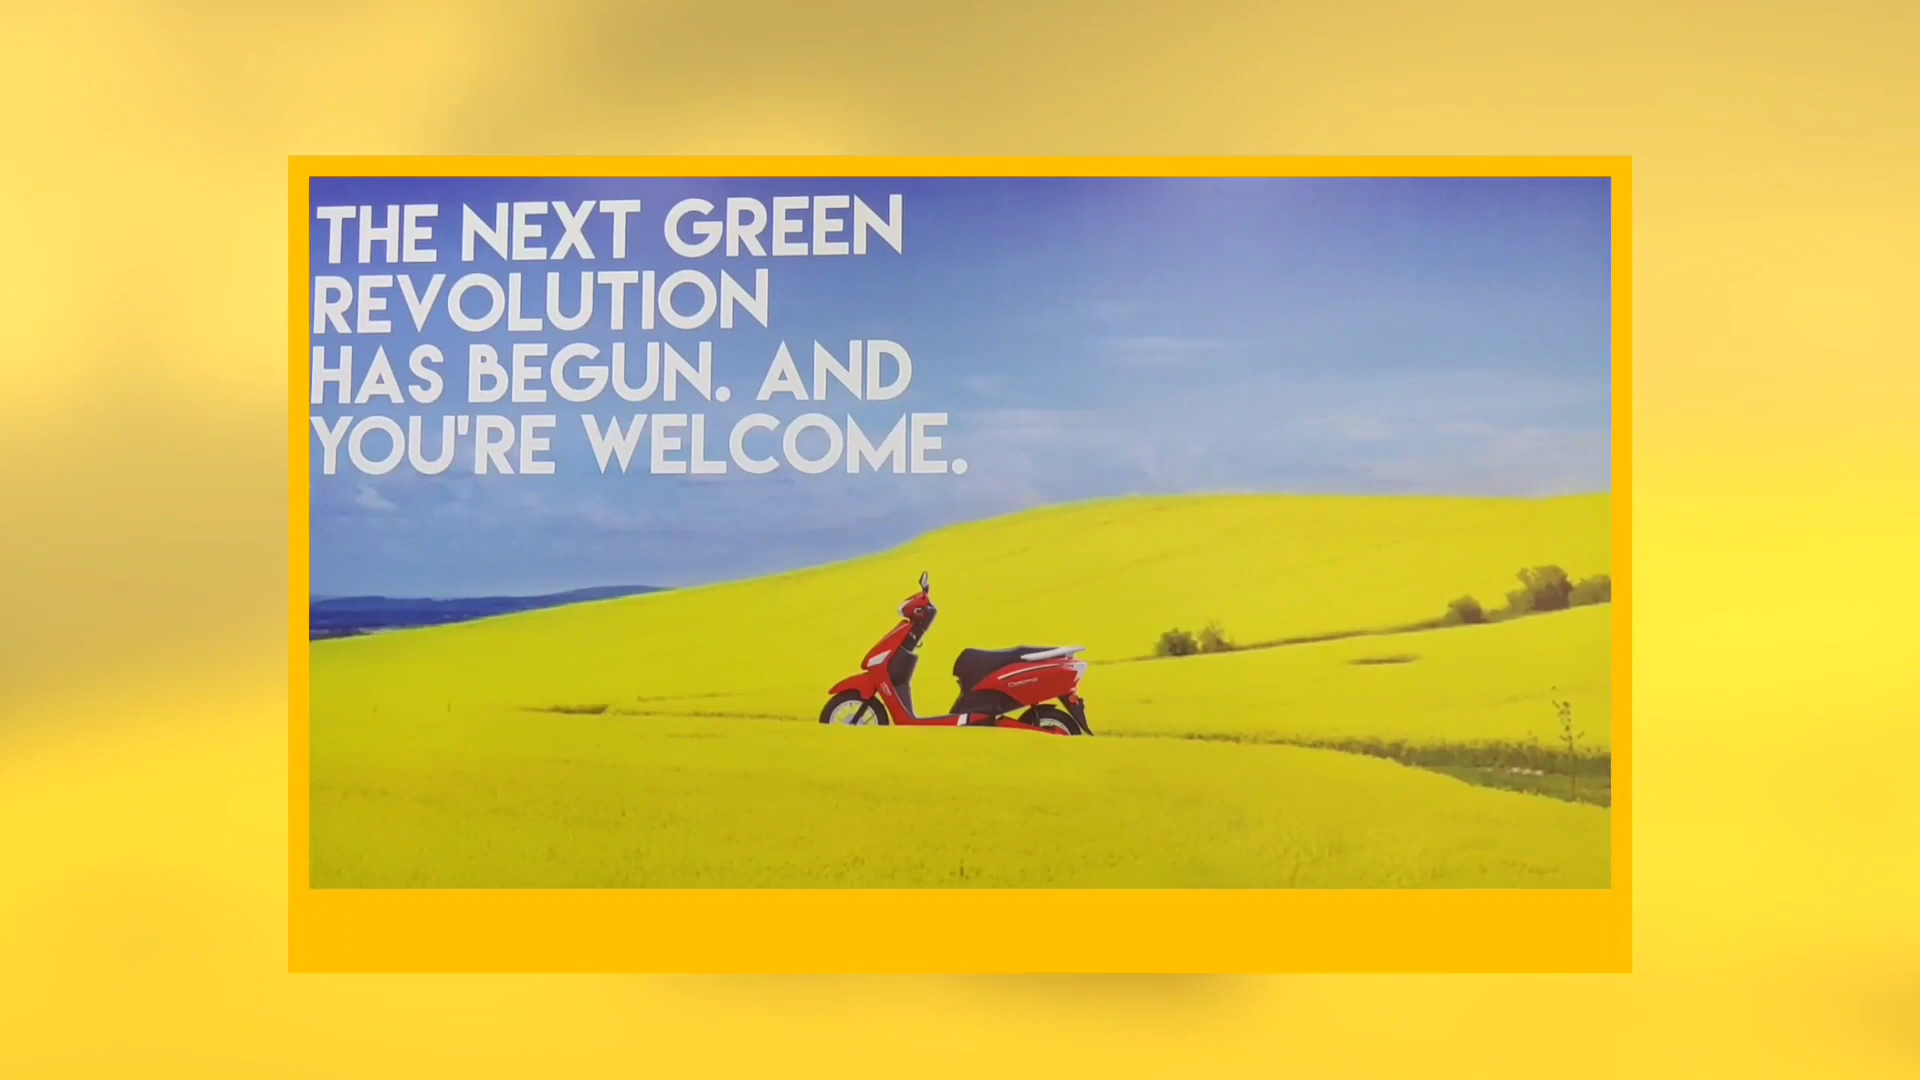 THE NEXT GREEN
REVOLUTION
HAS BEGUN. AND
YOU'RE WELCOME.